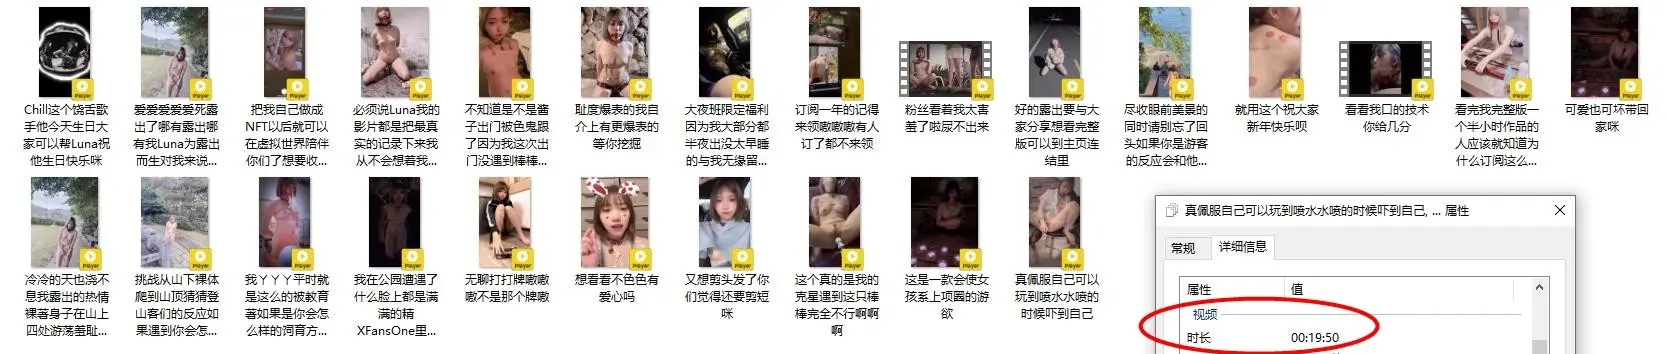 Chill这个饶舌歌
手他今天生日大
家可以帮Luna祝
他生日快乐咪
爱爱爱爱爱死露
出了哪有露出哪
有我Luna为露出
而生对我来说...
把我自己做成
NFT以后就可以
在虚拟世界陪伴
你们了想要收...
必须说Luna我的
影片都是把最真
实的记录下来我
从不会想着我...
不知道是不是酱
子出门被色鬼跟
了因为我这次出
门没遇到棒棒...
耻度爆表的我自
介上有更爆表的
等你挖掘
大夜班限定福利
因为我大部分都
半夜出没太早睡
的与我无缘留...
订阅一年的记得
来领嗷嗷嗷有人
订了都不来领
粉丝看着我太害
羞了啦尿不出来
好的露出要与大
家分享想看完整
版可以到主页连
结里
尽收眼前美景的
同时请别忘了回
头如果你是游客
的反应会和他...
就用这个祝大家
新年快乐呗
看看我口的技术
你给几分
看完我完整版一
个半小时作品的
人应该就知道为
什么订阅这么...
可爱也可坏带回
家咪
冷冷的天也浇不
息我露出的热情
裸著身子在山上
四处游荡羞耻...
挑战从山下裸体
爬到山顶猜猜登
山客们的反应如
果遇到你会怎...
我丫丫丫平时就
是这么的被教育
著如果是你会怎
么样的饲育方...
我在公园遭遇了
什么脸上都是满
满的精
XFansOne里...
无聊打打牌嗷嗷
嗷不是那个牌嗷
想看看不色色有
爱心吗
又想剪头发了你
们觉得还要剪短
咪
这个真的是我的
克星遇到这只棒
棒完全不行啊啊
啊
这是一款会使女
孩系上项圈的游
欲
真佩服自己可以
玩到喷水水喷的
时候吓到自己
真佩服自己可以玩到喷水水喷的时候吓到自己, ... 属性
常规 详细信息
属性 值
视频
时长 00:19:50